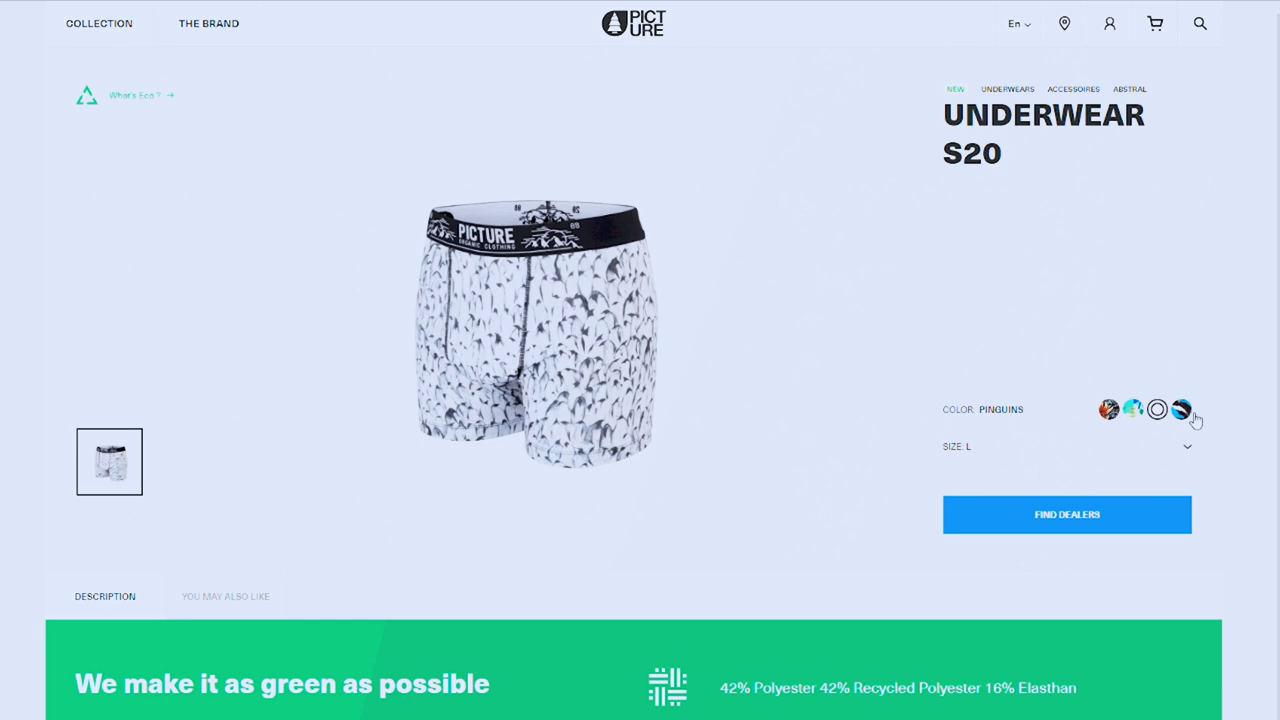 COLLECTION THE BRAND PICT En
URE
What's Eco ?
NEW UNDERWEARS ACCESSOIRES ABSTRAL
UNDERWEAR
S20
PICTURE
ORGANIC CLOTHING
COLOR: PINGUINS
SIZE: L
FIND DEALERS
DESCRIPTION YOU MAY ALSO LIKE
We make it as green as possible
42% Polyester 42% Recycled Polyester 16% Elasthan